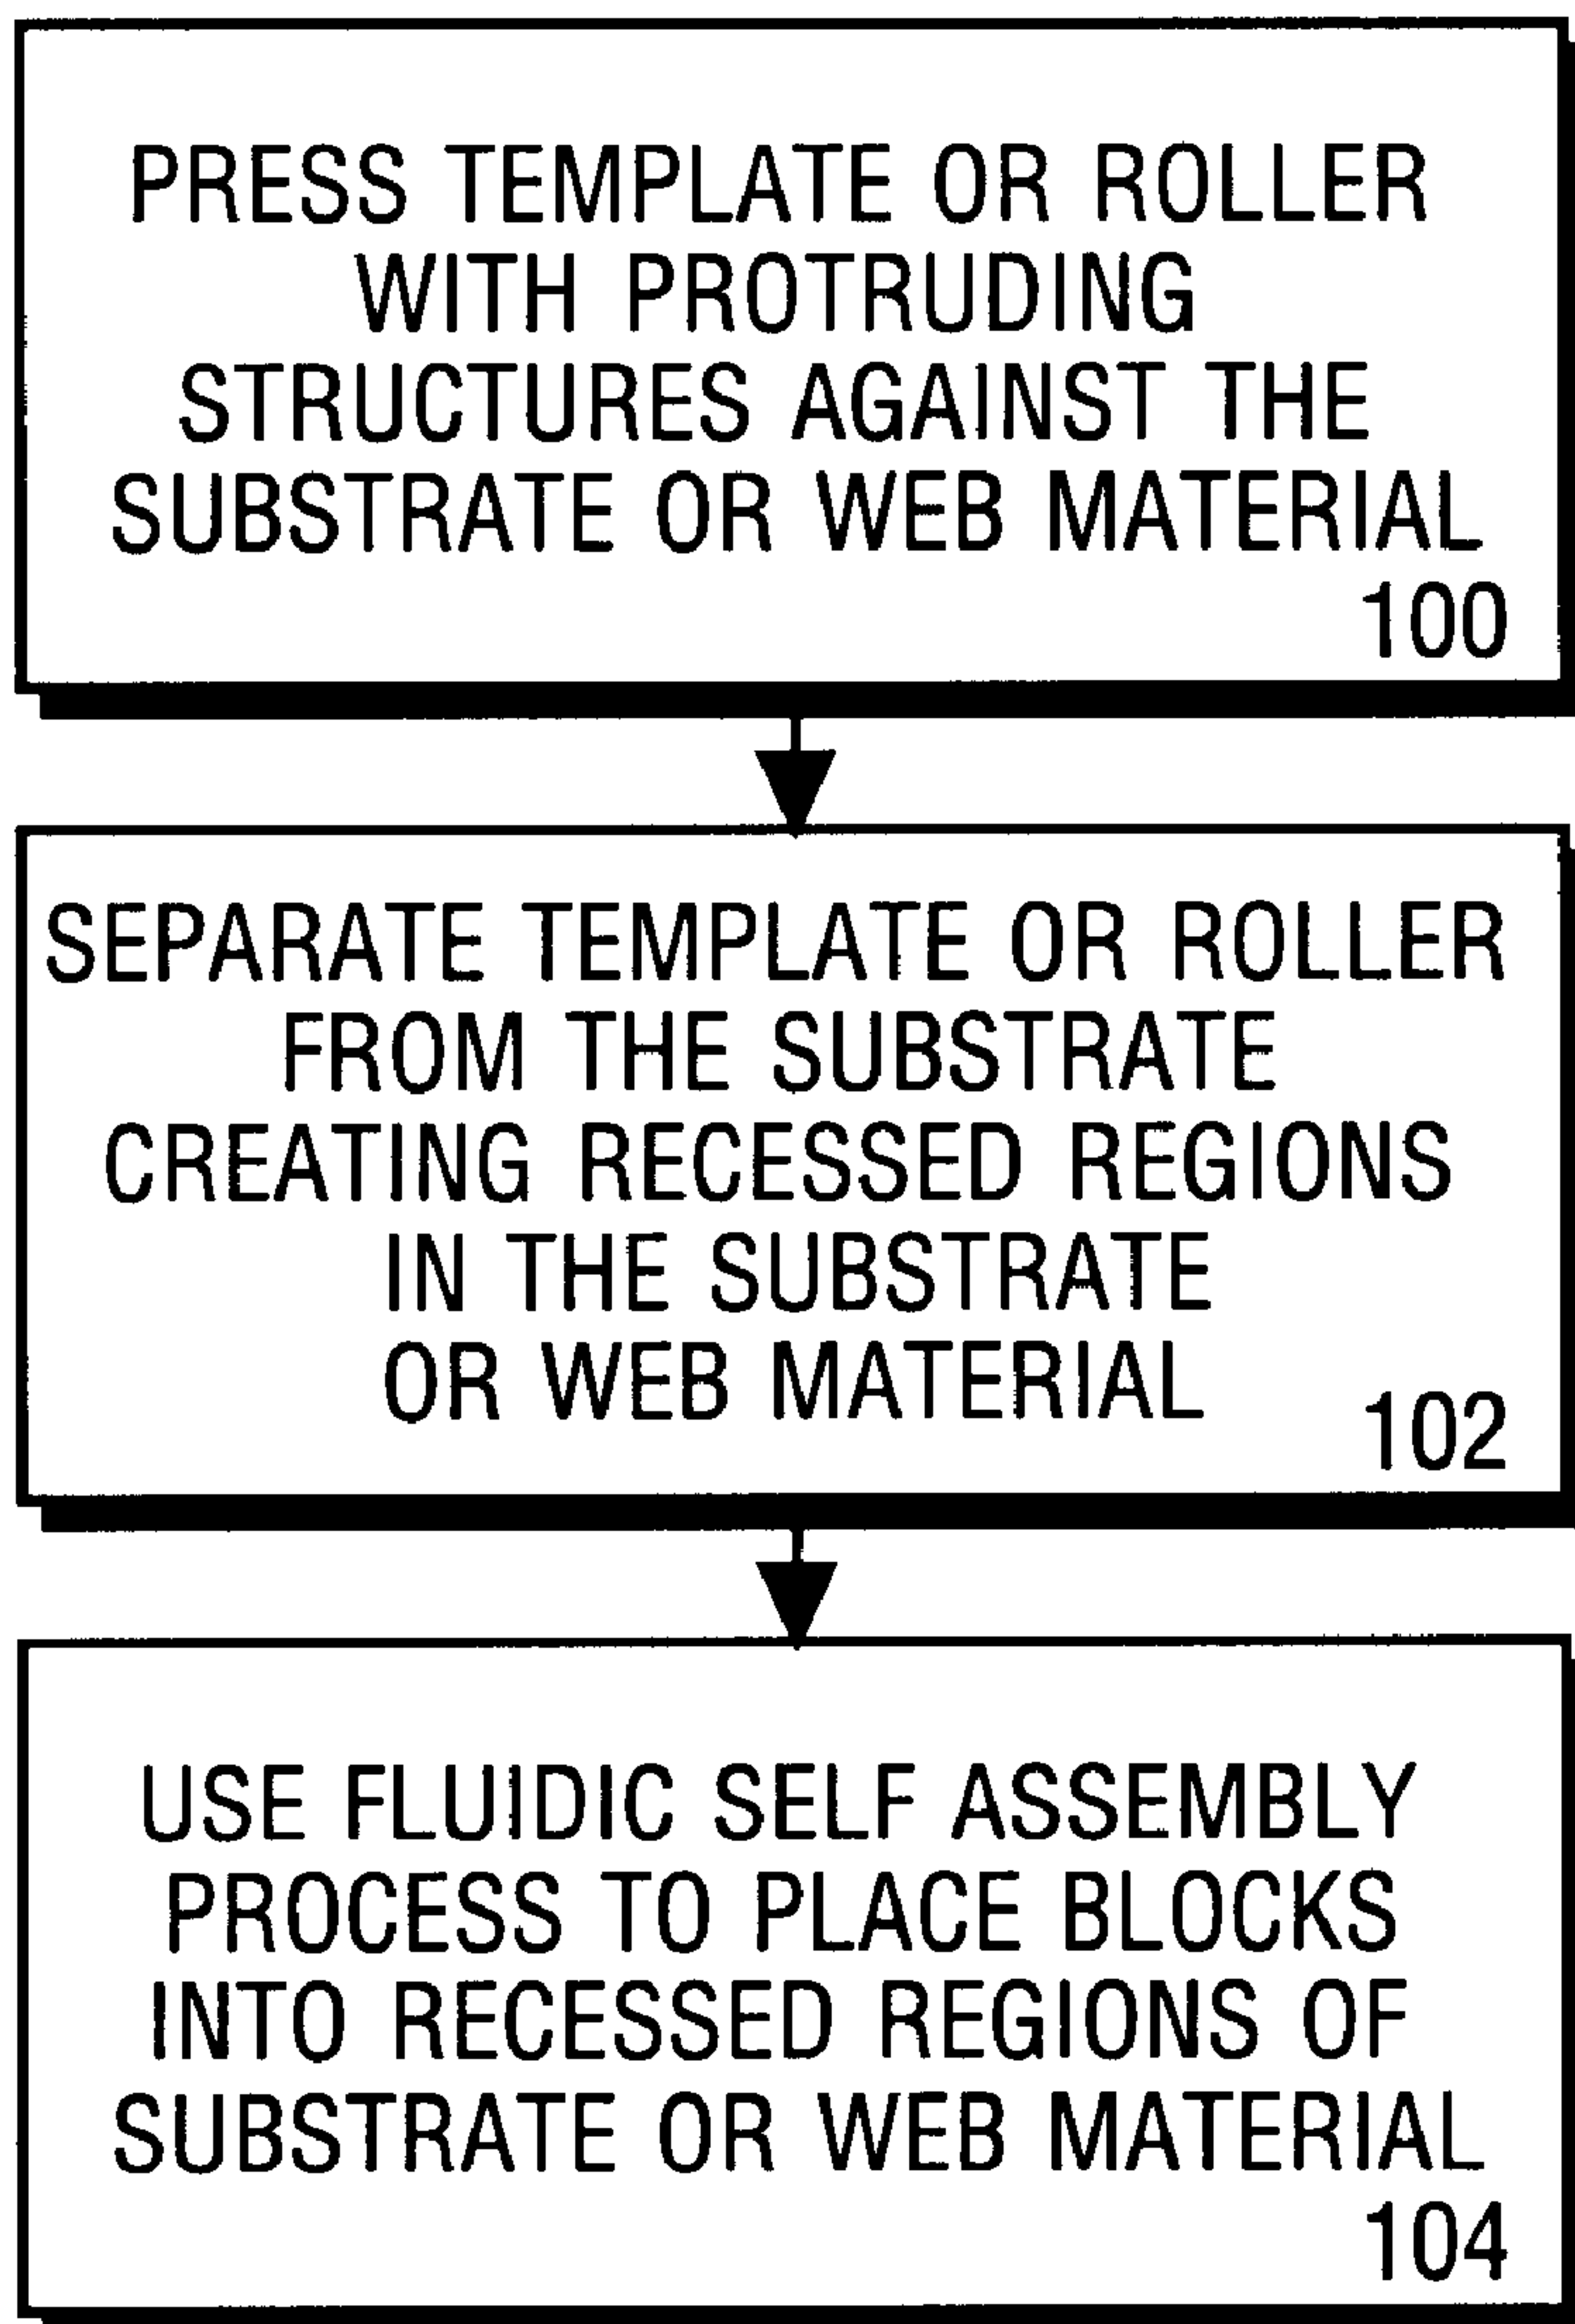 PRESS TEMPLATE OR ROLLER
WITH PROTRUDING
STRUCTURES AGAINST THE
SUBSTRATE OR WEB MATERIAL
100
SEPARATE TEMPLATE OR ROLLER
FROM THE SUBSTRATE
CREATING RECESSED REGIONS
IN THE SUBSTRATE
OR WEB MATERIAL
102
USE FLUIDIC SELF ASSEMBLY
PROCESS TO PLACE BLOCKS
INTO RECESSED REGIONS OF
SUBSTRATE OR WEB MATERIAL
104